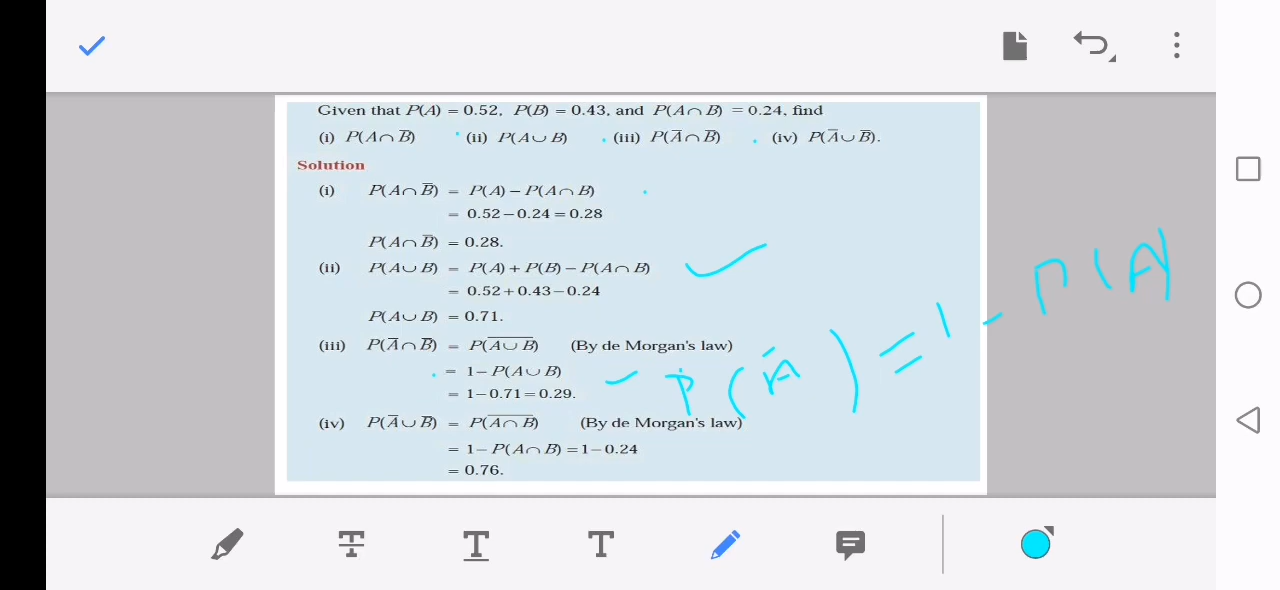 Given that P(A) = 0.52, P(B) = 0.43, and P(A∩B) = 0.24, find
(i) P(A∩B̅) (ii) P(A∪B) (iii) P(A̅∩B̅) (iv) P(A̅∪B̅).
Solution
(i) P(A∩B̅) = P(A) − P(A∩B)
= 0.52 − 0.24 = 0.28
P(A∩B̅) = 0.28.
(ii) P(A∪B) = P(A) + P(B) − P(A∩B)
= 0.52 + 0.43 − 0.24
P(A∪B) = 0.71.
(iii) P(A̅∩B̅) = P(A̅∪̅B̅) (By de Morgan's law)
= 1 − P(A∪B)
= 1 − 0.71 = 0.29.
P(A̅) = 1 - P(A)
(iv) P(A̅∪B̅) = P(A̅∩̅B̅) (By de Morgan's law)
= 1 − P(A∩B) = 1 − 0.24
= 0.76.
T
T
T